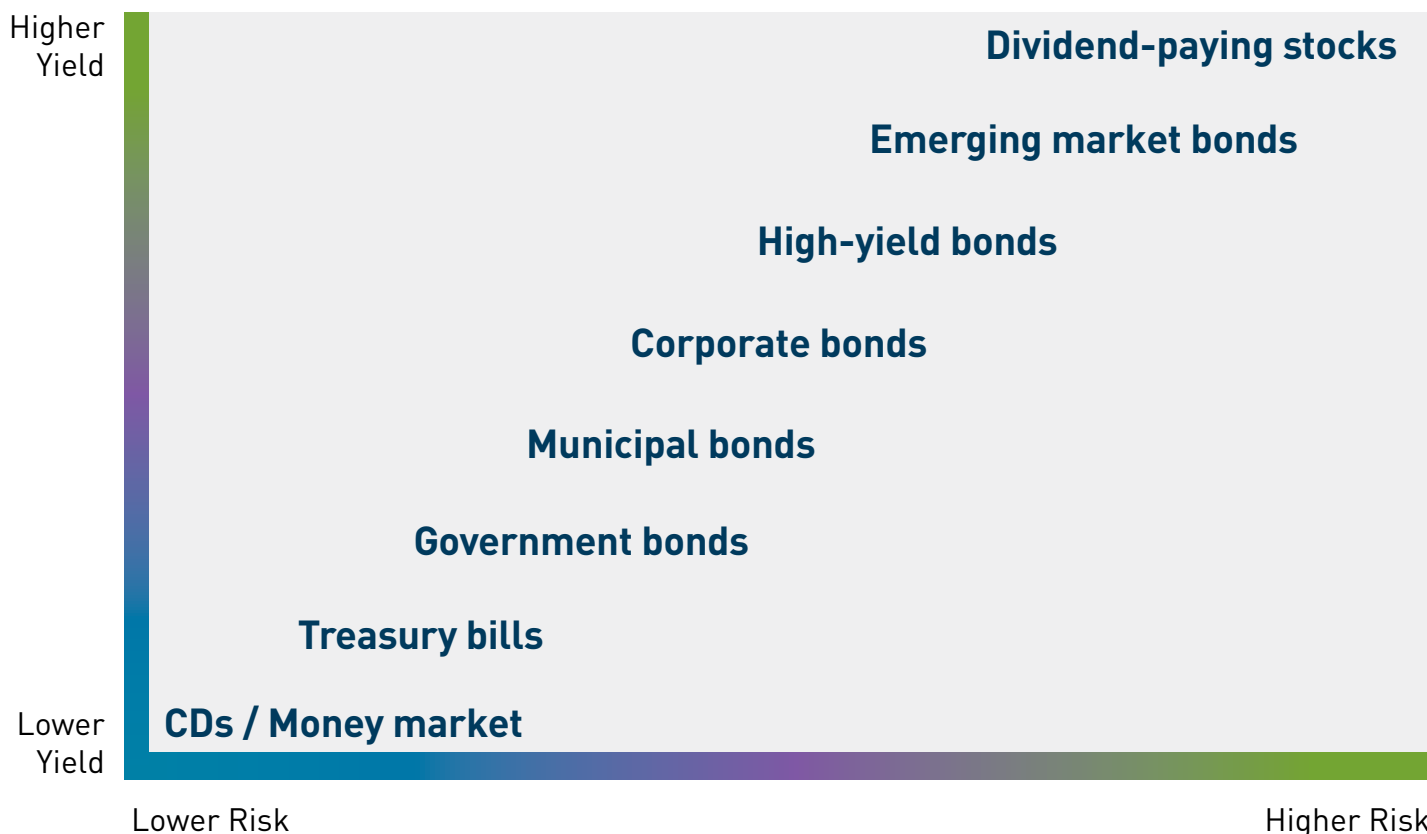 Higher
Yield
Dividend-paying stocks
Emerging market bonds
High-yield bonds
Corporate bonds
Municipal bonds
Government bonds
Treasury bills
CDs / Money market
Lower
Yield
Lower Risk
Higher Risk